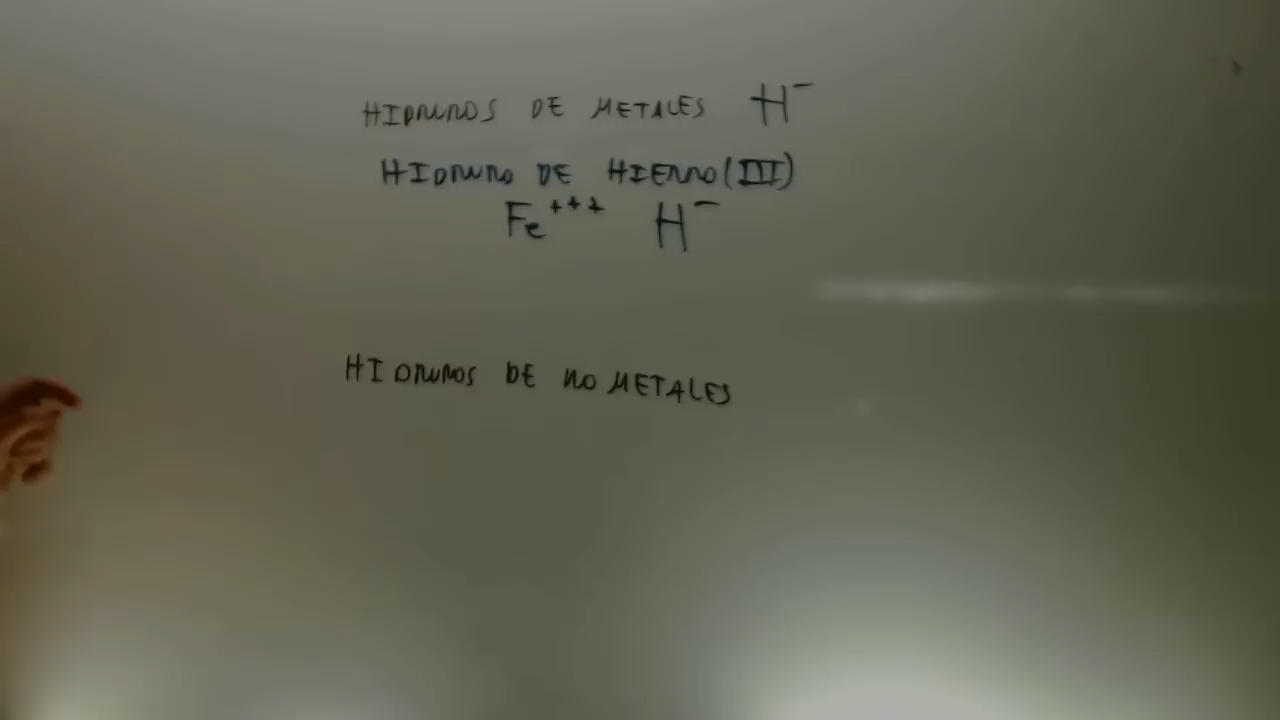 HIDRUROS DE METALES H⁻
HIDRURO DE HIERRO (III)
Fe⁺⁺⁺ H⁻
HIDRUROS DE NO METALES